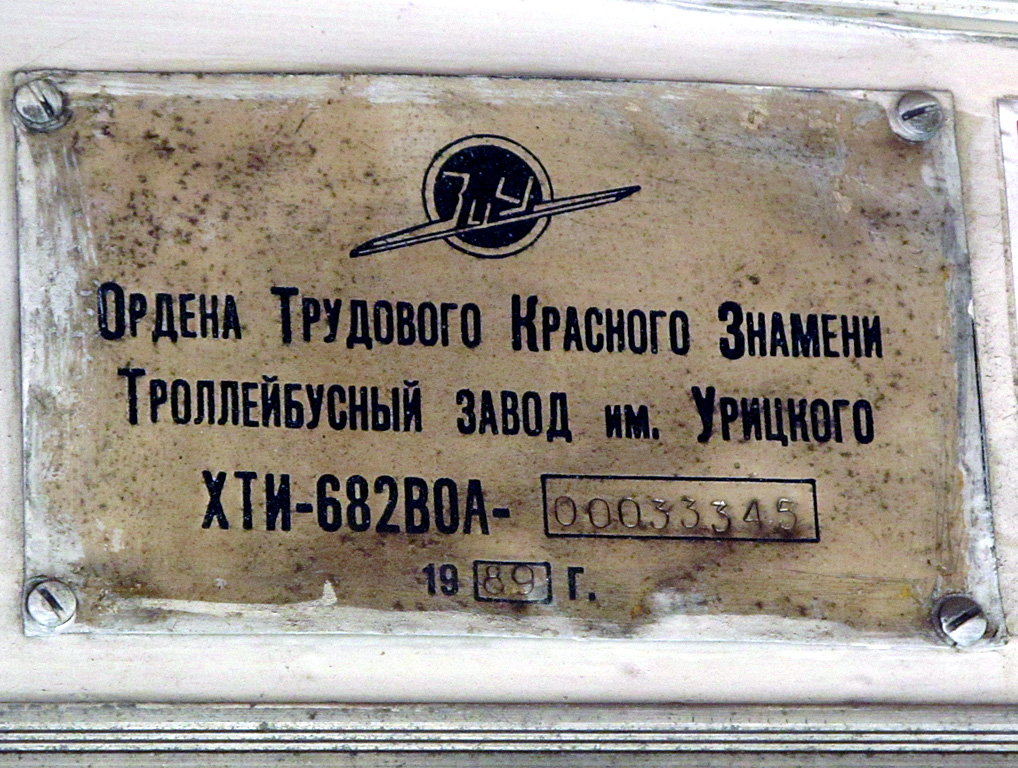 ЗиУ
Ордена Трудового Красного Знамени
Троллейбусный завод им. Урицкого
ХТИ-682В0А- 00033345
19 89 г.